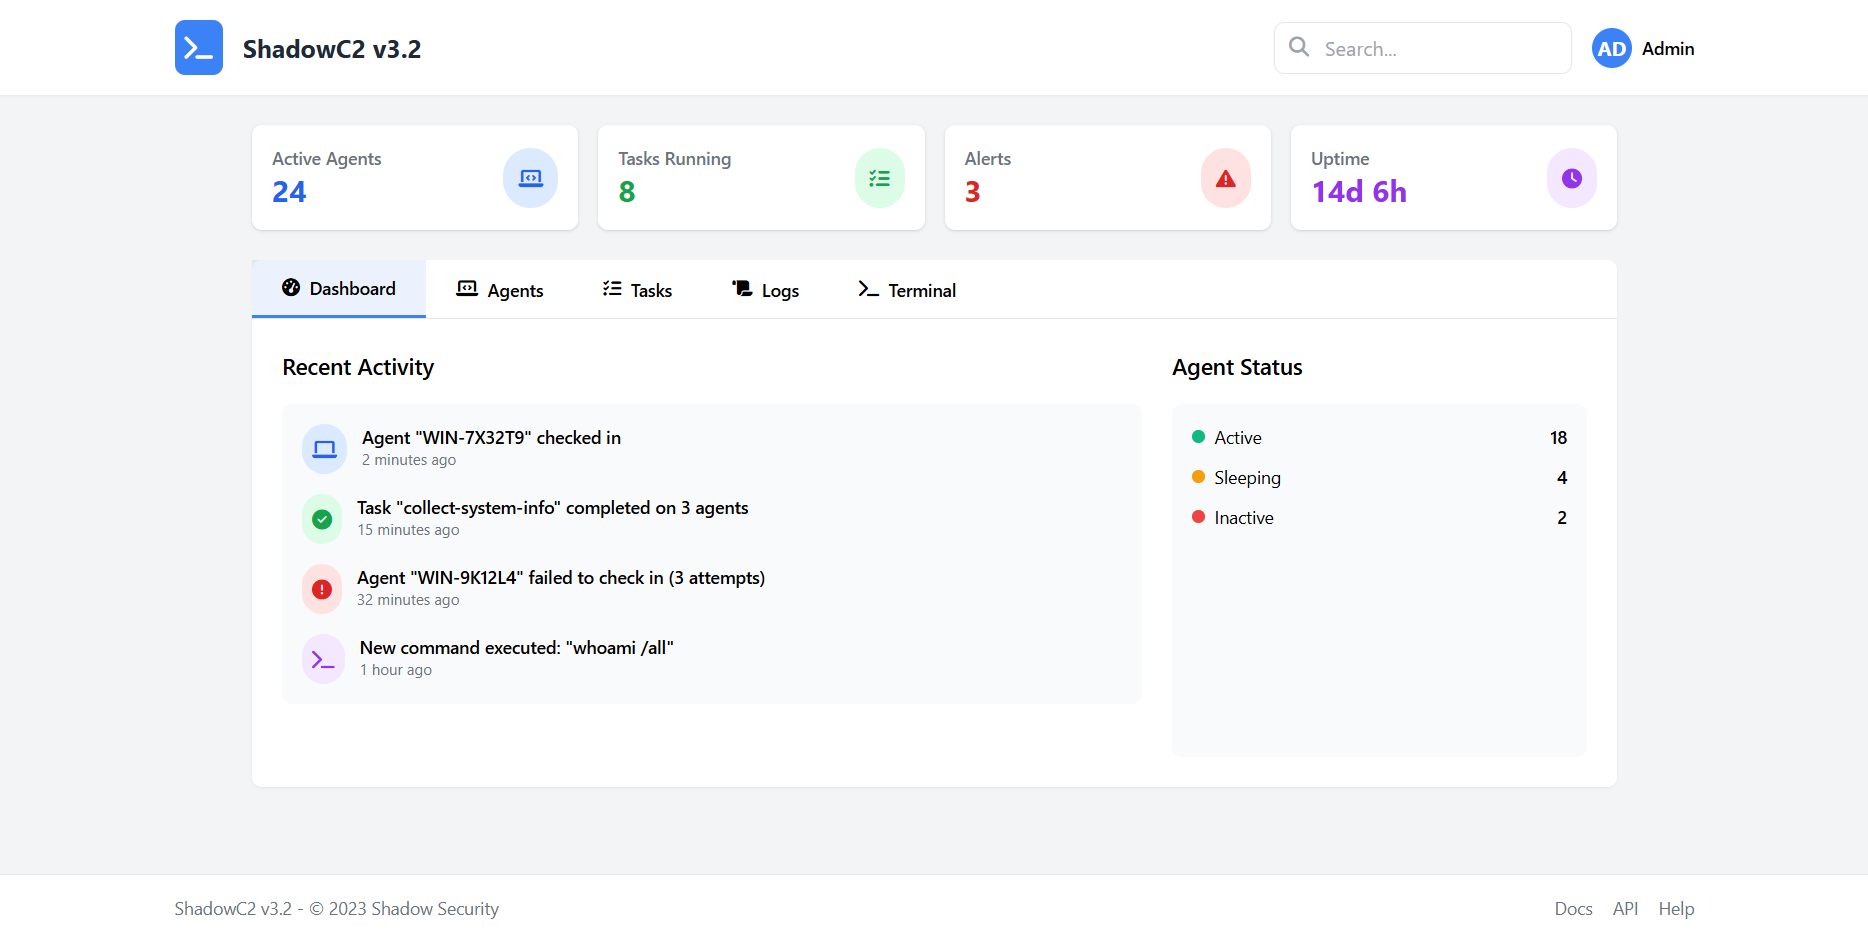 ShadowC2 v3.2
Search...
AD
Admin
Active Agents
24
Tasks Running
8
Alerts
3
Uptime
14d 6h
Dashboard
Agents
Tasks
Logs
Terminal
Recent Activity
Agent "WIN-7X32T9" checked in
2 minutes ago
Task "collect-system-info" completed on 3 agents
15 minutes ago
Agent "WIN-9K12L4" failed to check in (3 attempts)
32 minutes ago
New command executed: "whoami /all"
1 hour ago
Agent Status
Active 18
Sleeping 4
Inactive 2
ShadowC2 v3.2 - © 2023 Shadow Security
Docs API Help